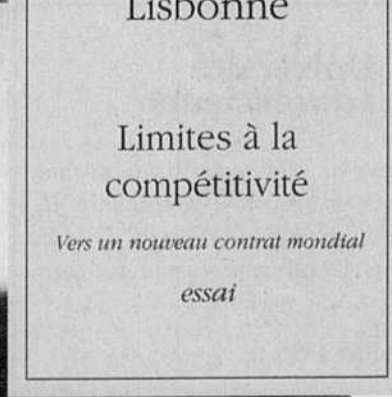 Lisbonne
Limites à la
compétitivité
Vers un nouveau contrat mondial
essai